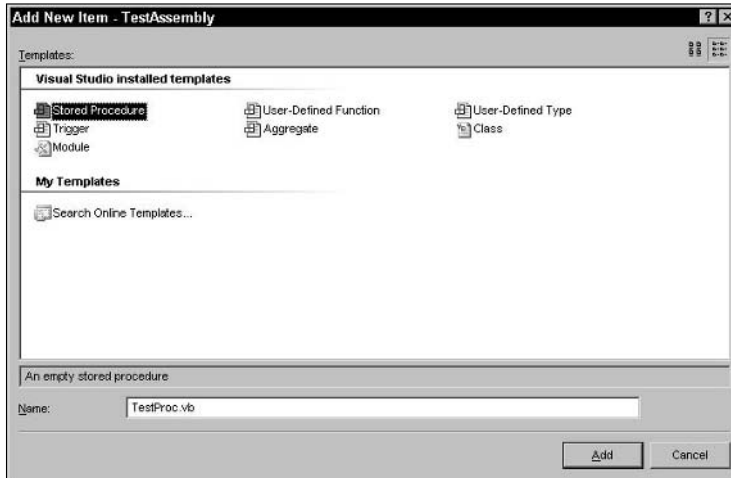 Add New Item - TestAssembly
Templates:
Visual Studio installed templates
Stored Procedure User-Defined Function User-Defined Type
Trigger Aggregate Class
Module
My Templates
Search Online Templates...
An empty stored procedure
Name: TestProc.vb
Add Cancel